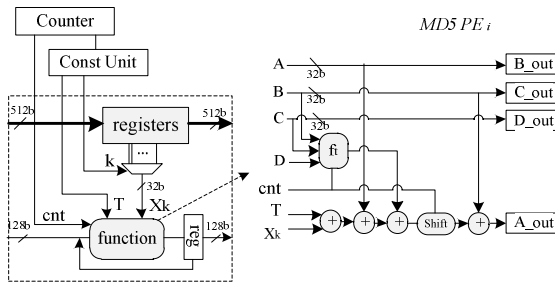 Counter
Const Unit
512b
registers
512b
...
k
32b
T
Xk
cnt
128b
function
reg
128b
MD5 PE i
A
32b
B_out
B
32b
C_out
C
32b
D_out
ft
D
cnt
T
Xk
+
+
+
Shift
+
A_out